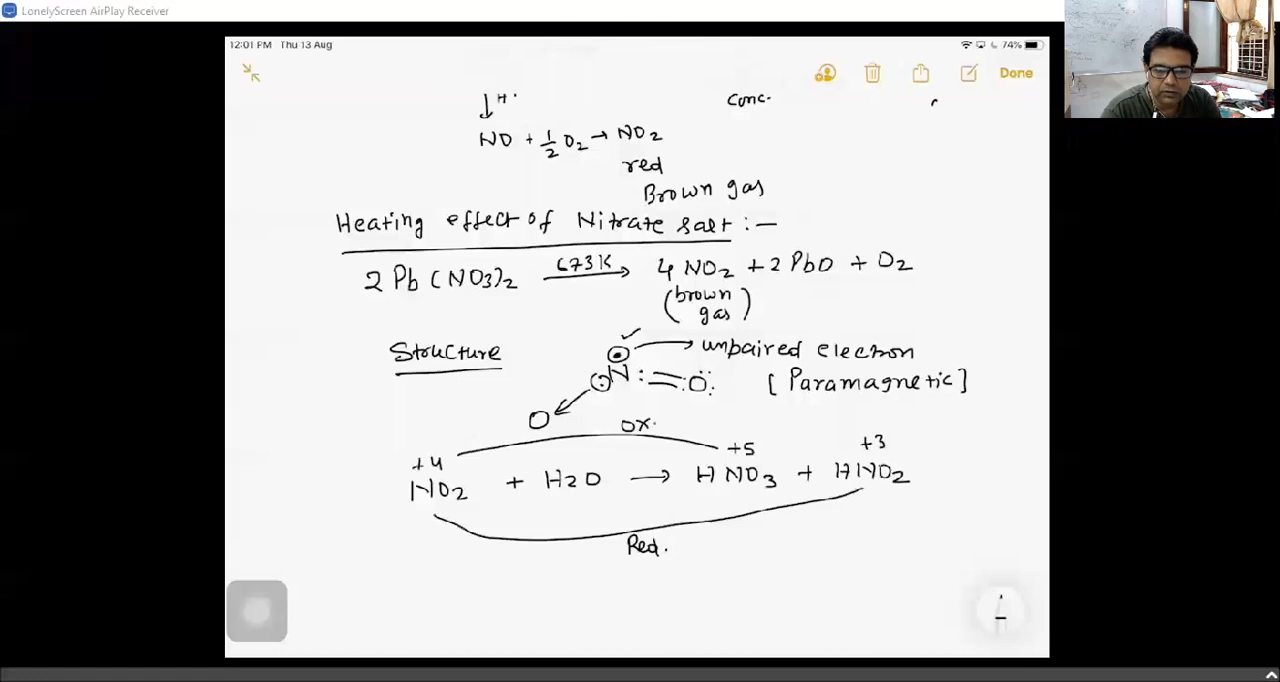 LonelyScreen AirPlay Receiver
12:01 PM Thu 13 Aug
74%
Done
↓H+
Conc.
NO + 1/2 O2 → NO2
red
Brown gas
Heating effect of Nitrate salt :—
2 Pb(NO3)2 673K → 4 NO2 + 2 PbO + O2
(brown gas)
Structure
unpaired electron
N = O
[Paramagnetic]
O
OX.
+4 +5 +3
NO2 + H2O → HNO3 + HNO2
Red.